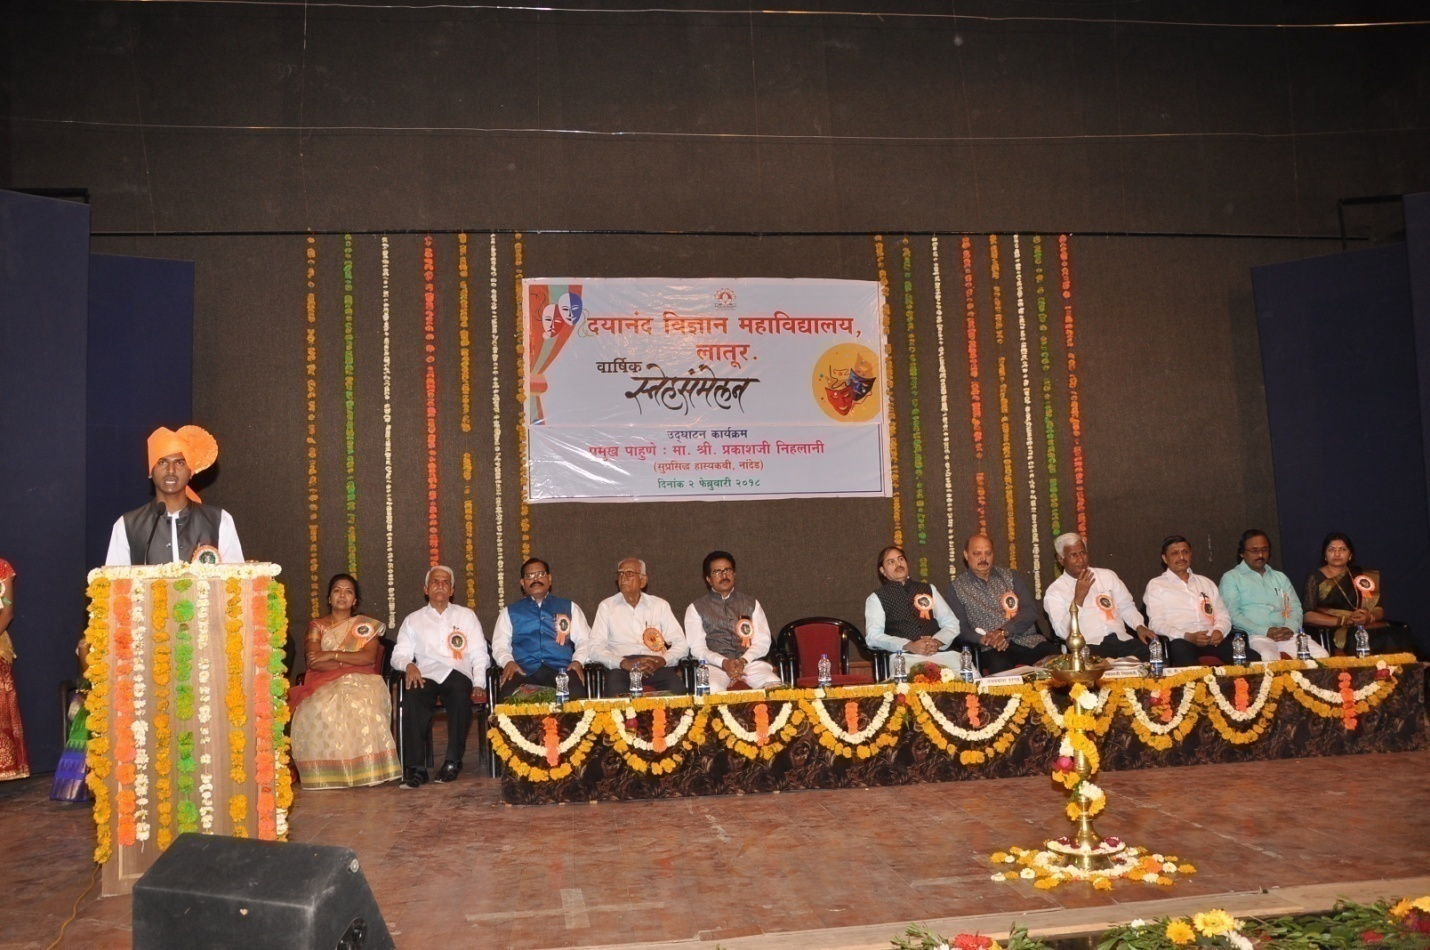 दयानंद विज्ञान महाविद्यालय,
लातूर.
वार्षिक
स्नेहसंमेलन
उद्घाटन कार्यक्रम
प्रमूख पाहुणे : मा. श्री. प्रकाशजी निहलानी
(सुप्रसिद्ध हास्यकवी, नांदेड)
दिनांक २ फेब्रुवारी २०१८